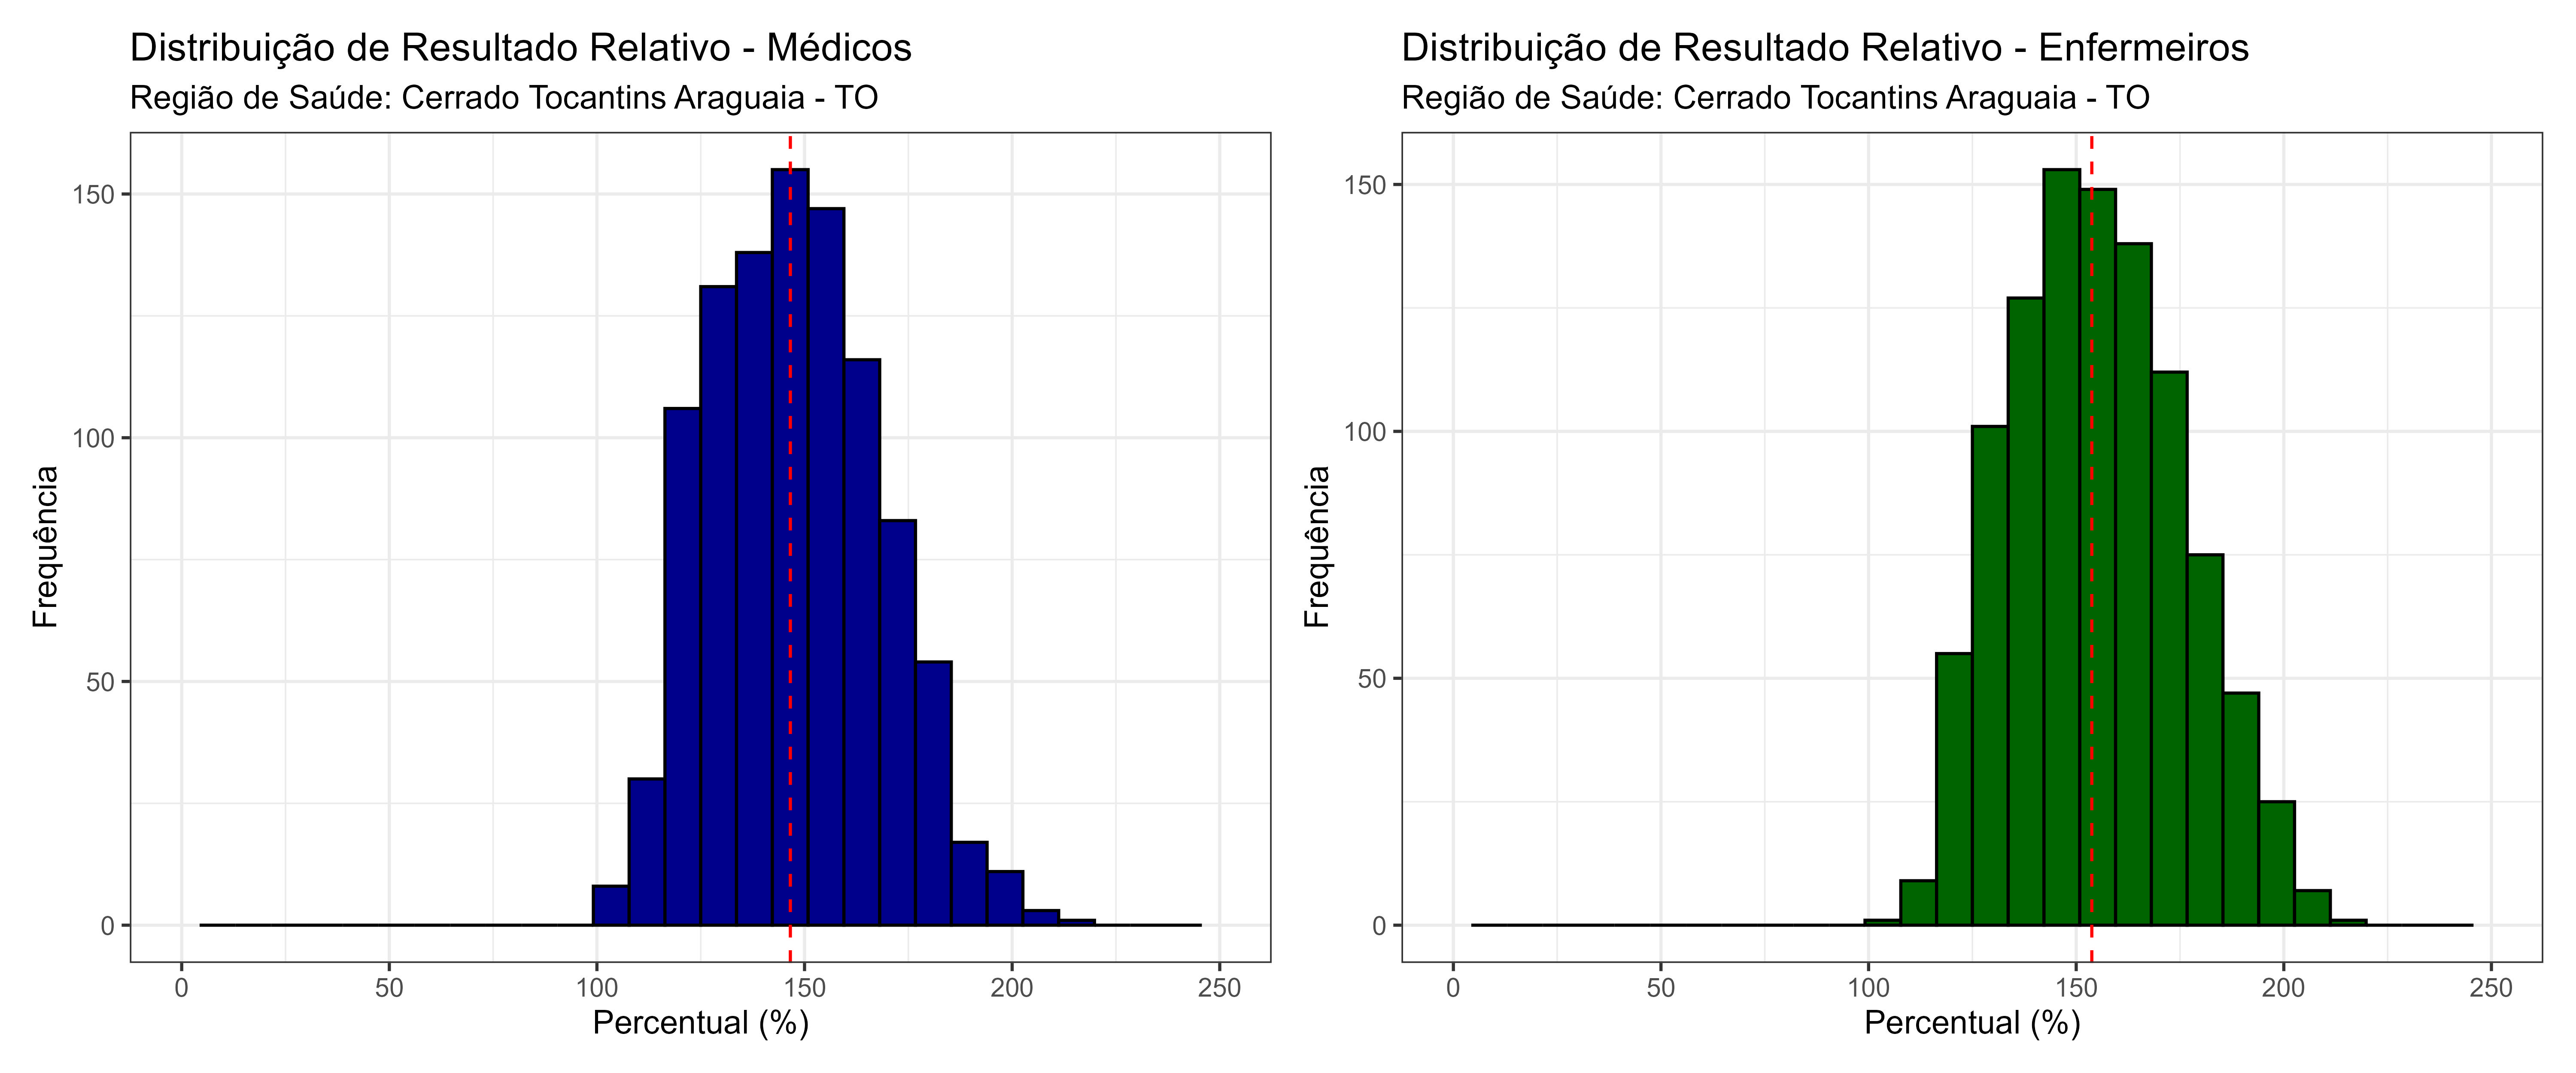 Distribuição de Resultado Relativo - Médicos
Região de Saúde: Cerrado Tocantins Araguaia - TO
Frequência
150
100
50
0
0 50 100 150 200 250
Percentual (%)
Distribuição de Resultado Relativo - Enfermeiros
Região de Saúde: Cerrado Tocantins Araguaia - TO
Frequência
150
100
50
0
0 50 100 150 200 250
Percentual (%)